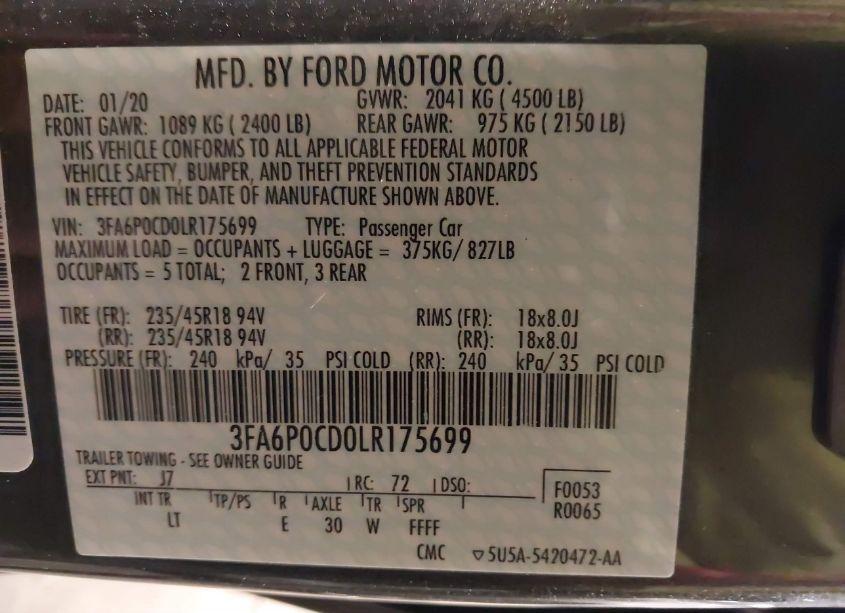 MFD. BY FORD MOTOR CO.
DATE: 01/20 GVWR: 2041 KG ( 4500 LB)
FRONT GAWR: 1089 KG ( 2400 LB) REAR GAWR: 975 KG ( 2150 LB)
THIS VEHICLE CONFORMS TO ALL APPLICABLE FEDERAL MOTOR
VEHICLE SAFETY, BUMPER, AND THEFT PREVENTION STANDARDS
IN EFFECT ON THE DATE OF MANUFACTURE SHOWN ABOVE.
VIN: 3FA6P0CD0LR175699 TYPE: Passenger Car
MAXIMUM LOAD = OCCUPANTS + LUGGAGE = 375KG/ 827LB
OCCUPANTS = 5 TOTAL; 2 FRONT, 3 REAR
TIRE (FR): 235/45R18 94V RIMS (FR): 18x8.0J
(RR): 235/45R18 94V (RR): 18x8.0J
PRESSURE (FR): 240 kPa/ 35 PSI COLD (RR): 240 kPa/ 35 PSI COLD
3FA6P0CD0LR175699
TRAILER TOWING - SEE OWNER GUIDE
EXT PNT: J7 RC: 72 DSO: F0053
INT TR TP/PS R AXLE TR SPR R0065
LT E 30 W FFFF
CMC ▽5U5A-5420472-AA